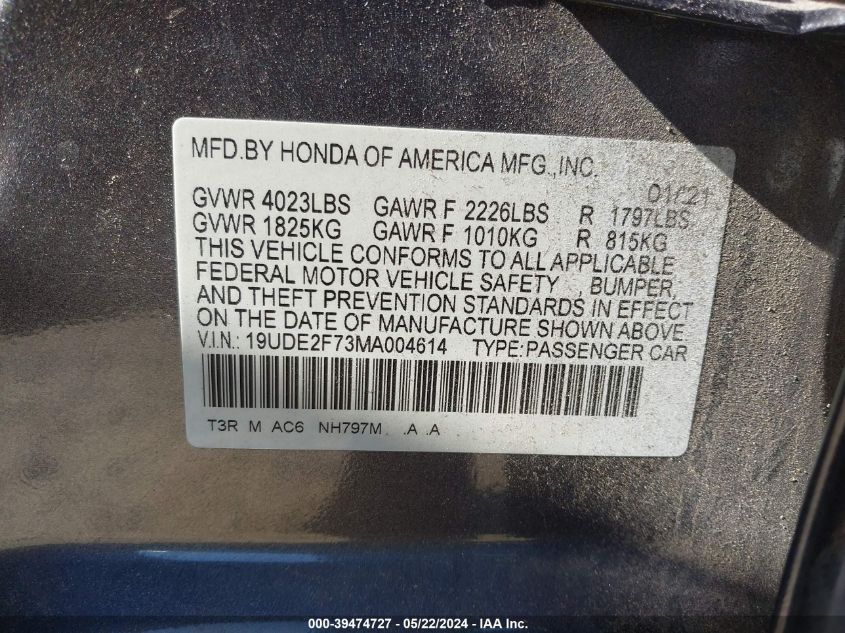 MFD.BY HONDA OF AMERICA MFG.,INC.
01/21
GVWR 4023LBS GAWR F 2226LBS R 1797LBS
GVWR 1825KG GAWR F 1010KG R 815KG
THIS VEHICLE CONFORMS TO ALL APPLICABLE
FEDERAL MOTOR VEHICLE SAFETY , BUMPER,
AND THEFT PREVENTION STANDARDS IN EFFECT
ON THE DATE OF MANUFACTURE SHOWN ABOVE
V.I.N.: 19UDE2F73MA004614 TYPE:PASSENGER CAR
T3R M AC6 NH797M .A .A
000-39474727 - 05/22/2024 - IAA Inc.